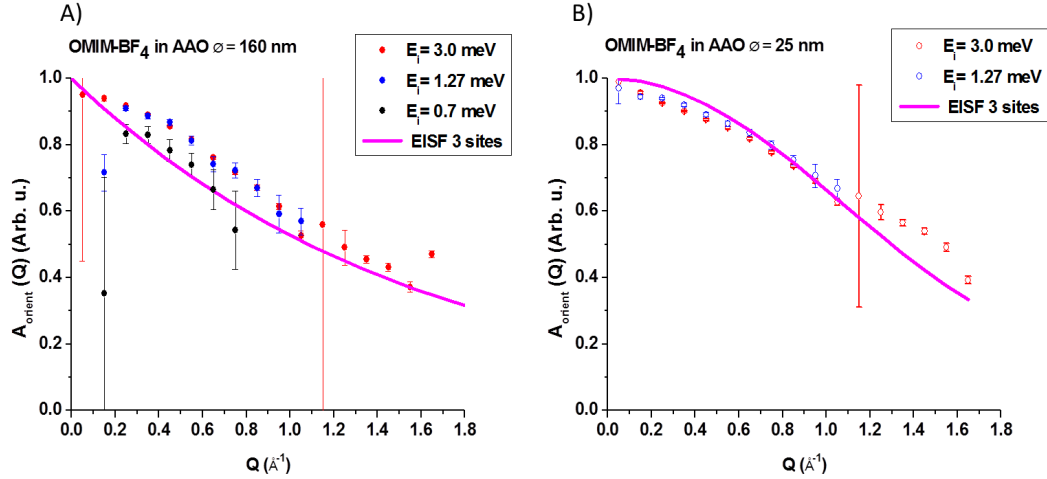 A)
OMIM-BF4 in AAO ⌀ = 160 nm
Ei= 3.0 meV
Ei= 1.27 meV
Ei= 0.7 meV
EISF 3 sites
1.0
0.8
0.6
0.4
0.2
0.0
Aorient (Q) (Arb. u.)
0.0 0.2 0.4 0.6 0.8 1.0 1.2 1.4 1.6 1.8
Q (Å-1)
B)
OMIM-BF4 in AAO ⌀ = 25 nm
Ei= 3.0 meV
Ei= 1.27 meV
EISF 3 sites
1.0
0.8
0.6
0.4
0.2
0.0
Aorient (Q) (Arb. u.)
0.0 0.2 0.4 0.6 0.8 1.0 1.2 1.4 1.6 1.8
Q (Å-1)